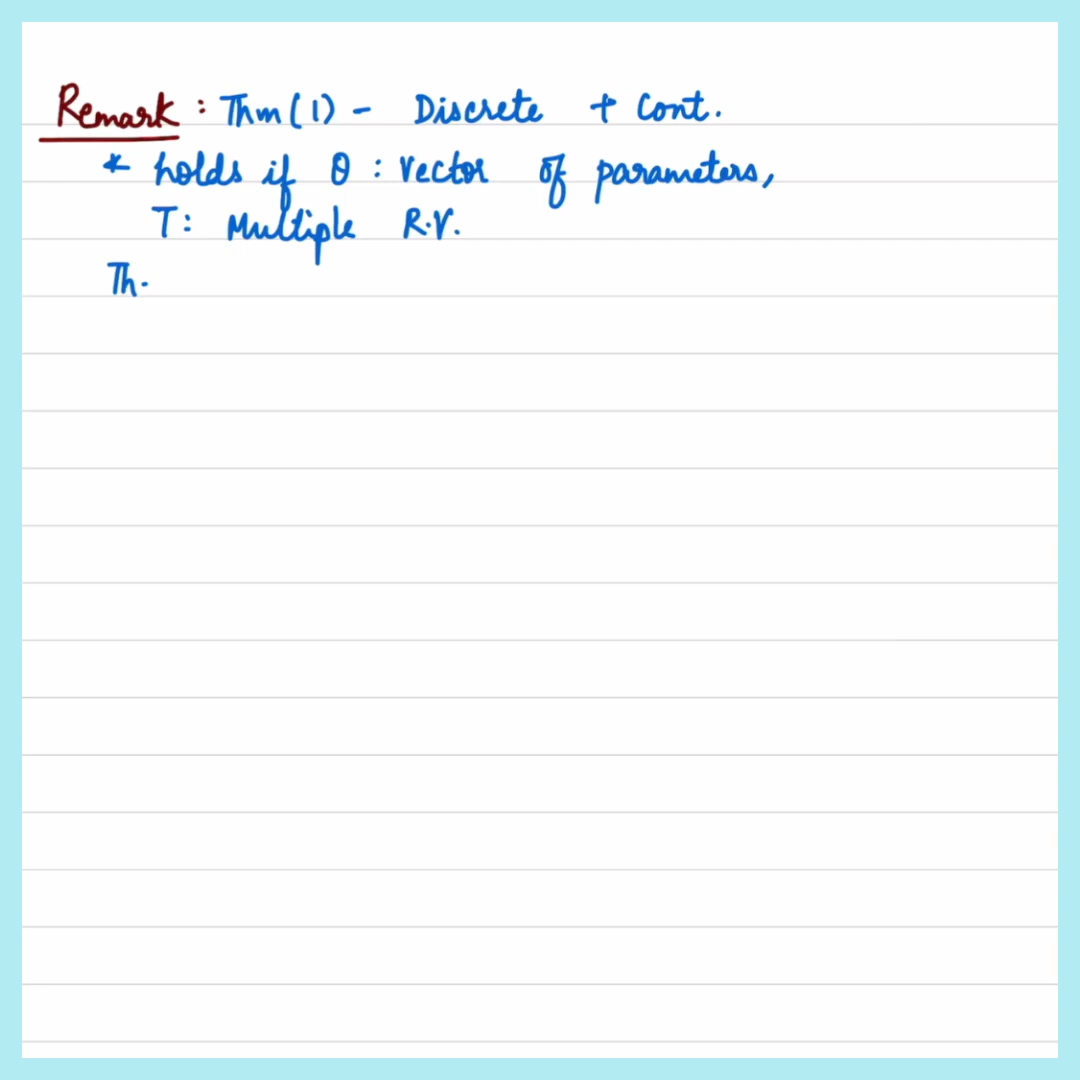 Remark : Thm(1) - Discrete + Cont.
* holds if θ : vector of parameters,
T: Multiple R.V.
Th.